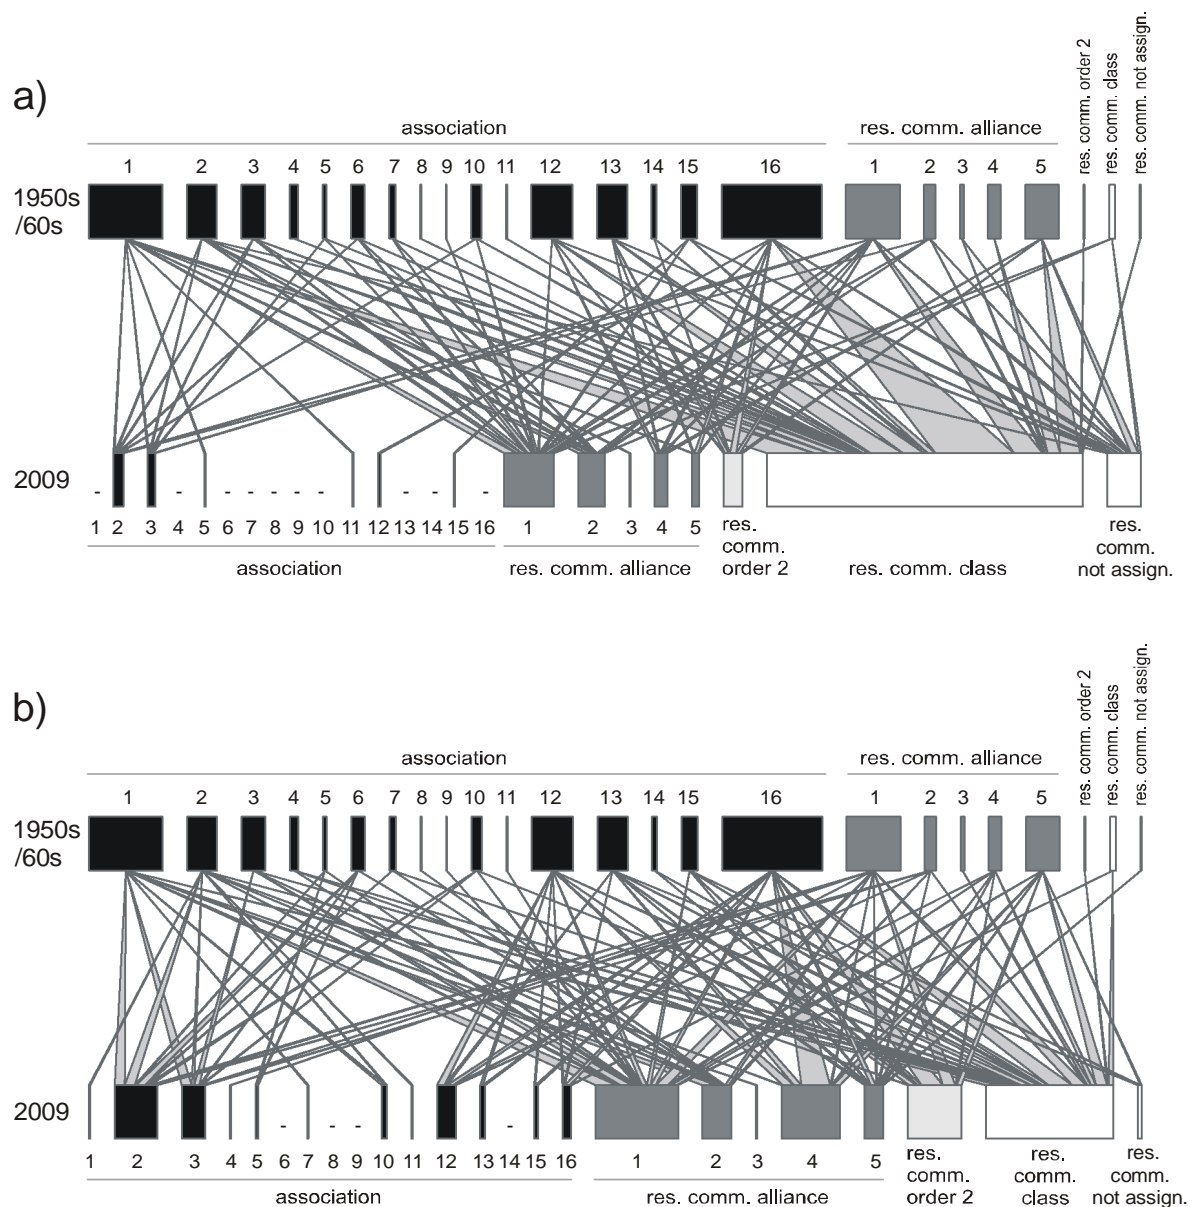 a)
association
res. comm. alliance
res. comm. order 2
res. comm. class
res. comm. not assign.
1 2 3 4 5 6 7 8 9 10 11 12 13 14 15 16 1 2 3 4 5
1950s
/60s
2009
- - - - - - - - - -
1 2 3 4 5 6 7 8 9 10 11 12 13 14 15 16 1 2 3 4 5
association
res. comm. alliance
res.
comm.
order 2
res. comm. class
res.
comm.
not assign.
b)
association
res. comm. alliance
res. comm. order 2
res. comm. class
res. comm. not assign.
1 2 3 4 5 6 7 8 9 10 11 12 13 14 15 16 1 2 3 4 5
1950s
/60s
2009
- - - -
1 2 3 4 5 6 7 8 9 10 11 12 13 14 15 16 1 2 3 4 5
association
res. comm. alliance
res.
comm.
order 2
res.
comm.
class
res.
comm.
not assign.